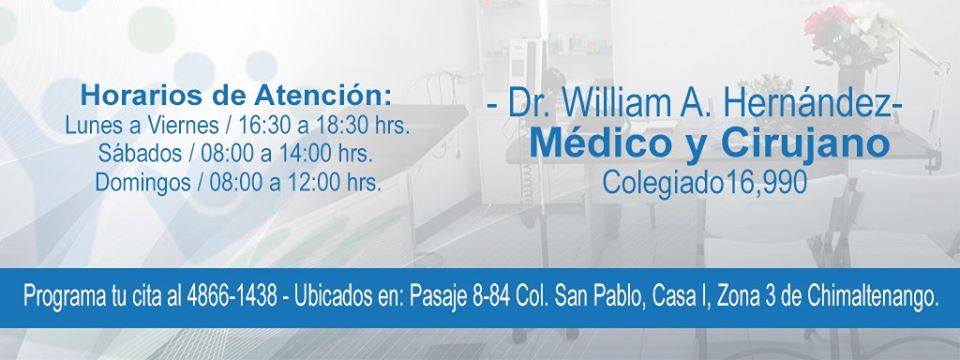 Horarios de Atención:
Lunes a Viernes / 16:30 a 18:30 hrs.
Sábados / 08:00 a 14:00 hrs.
Domingos / 08:00 a 12:00 hrs.
- Dr. William A. Hernández-
Médico y Cirujano
Colegiado16,990
Programa tu cita al 4866-1438 - Ubicados en: Pasaje 8-84 Col. San Pablo, Casa I, Zona 3 de Chimaltenango.